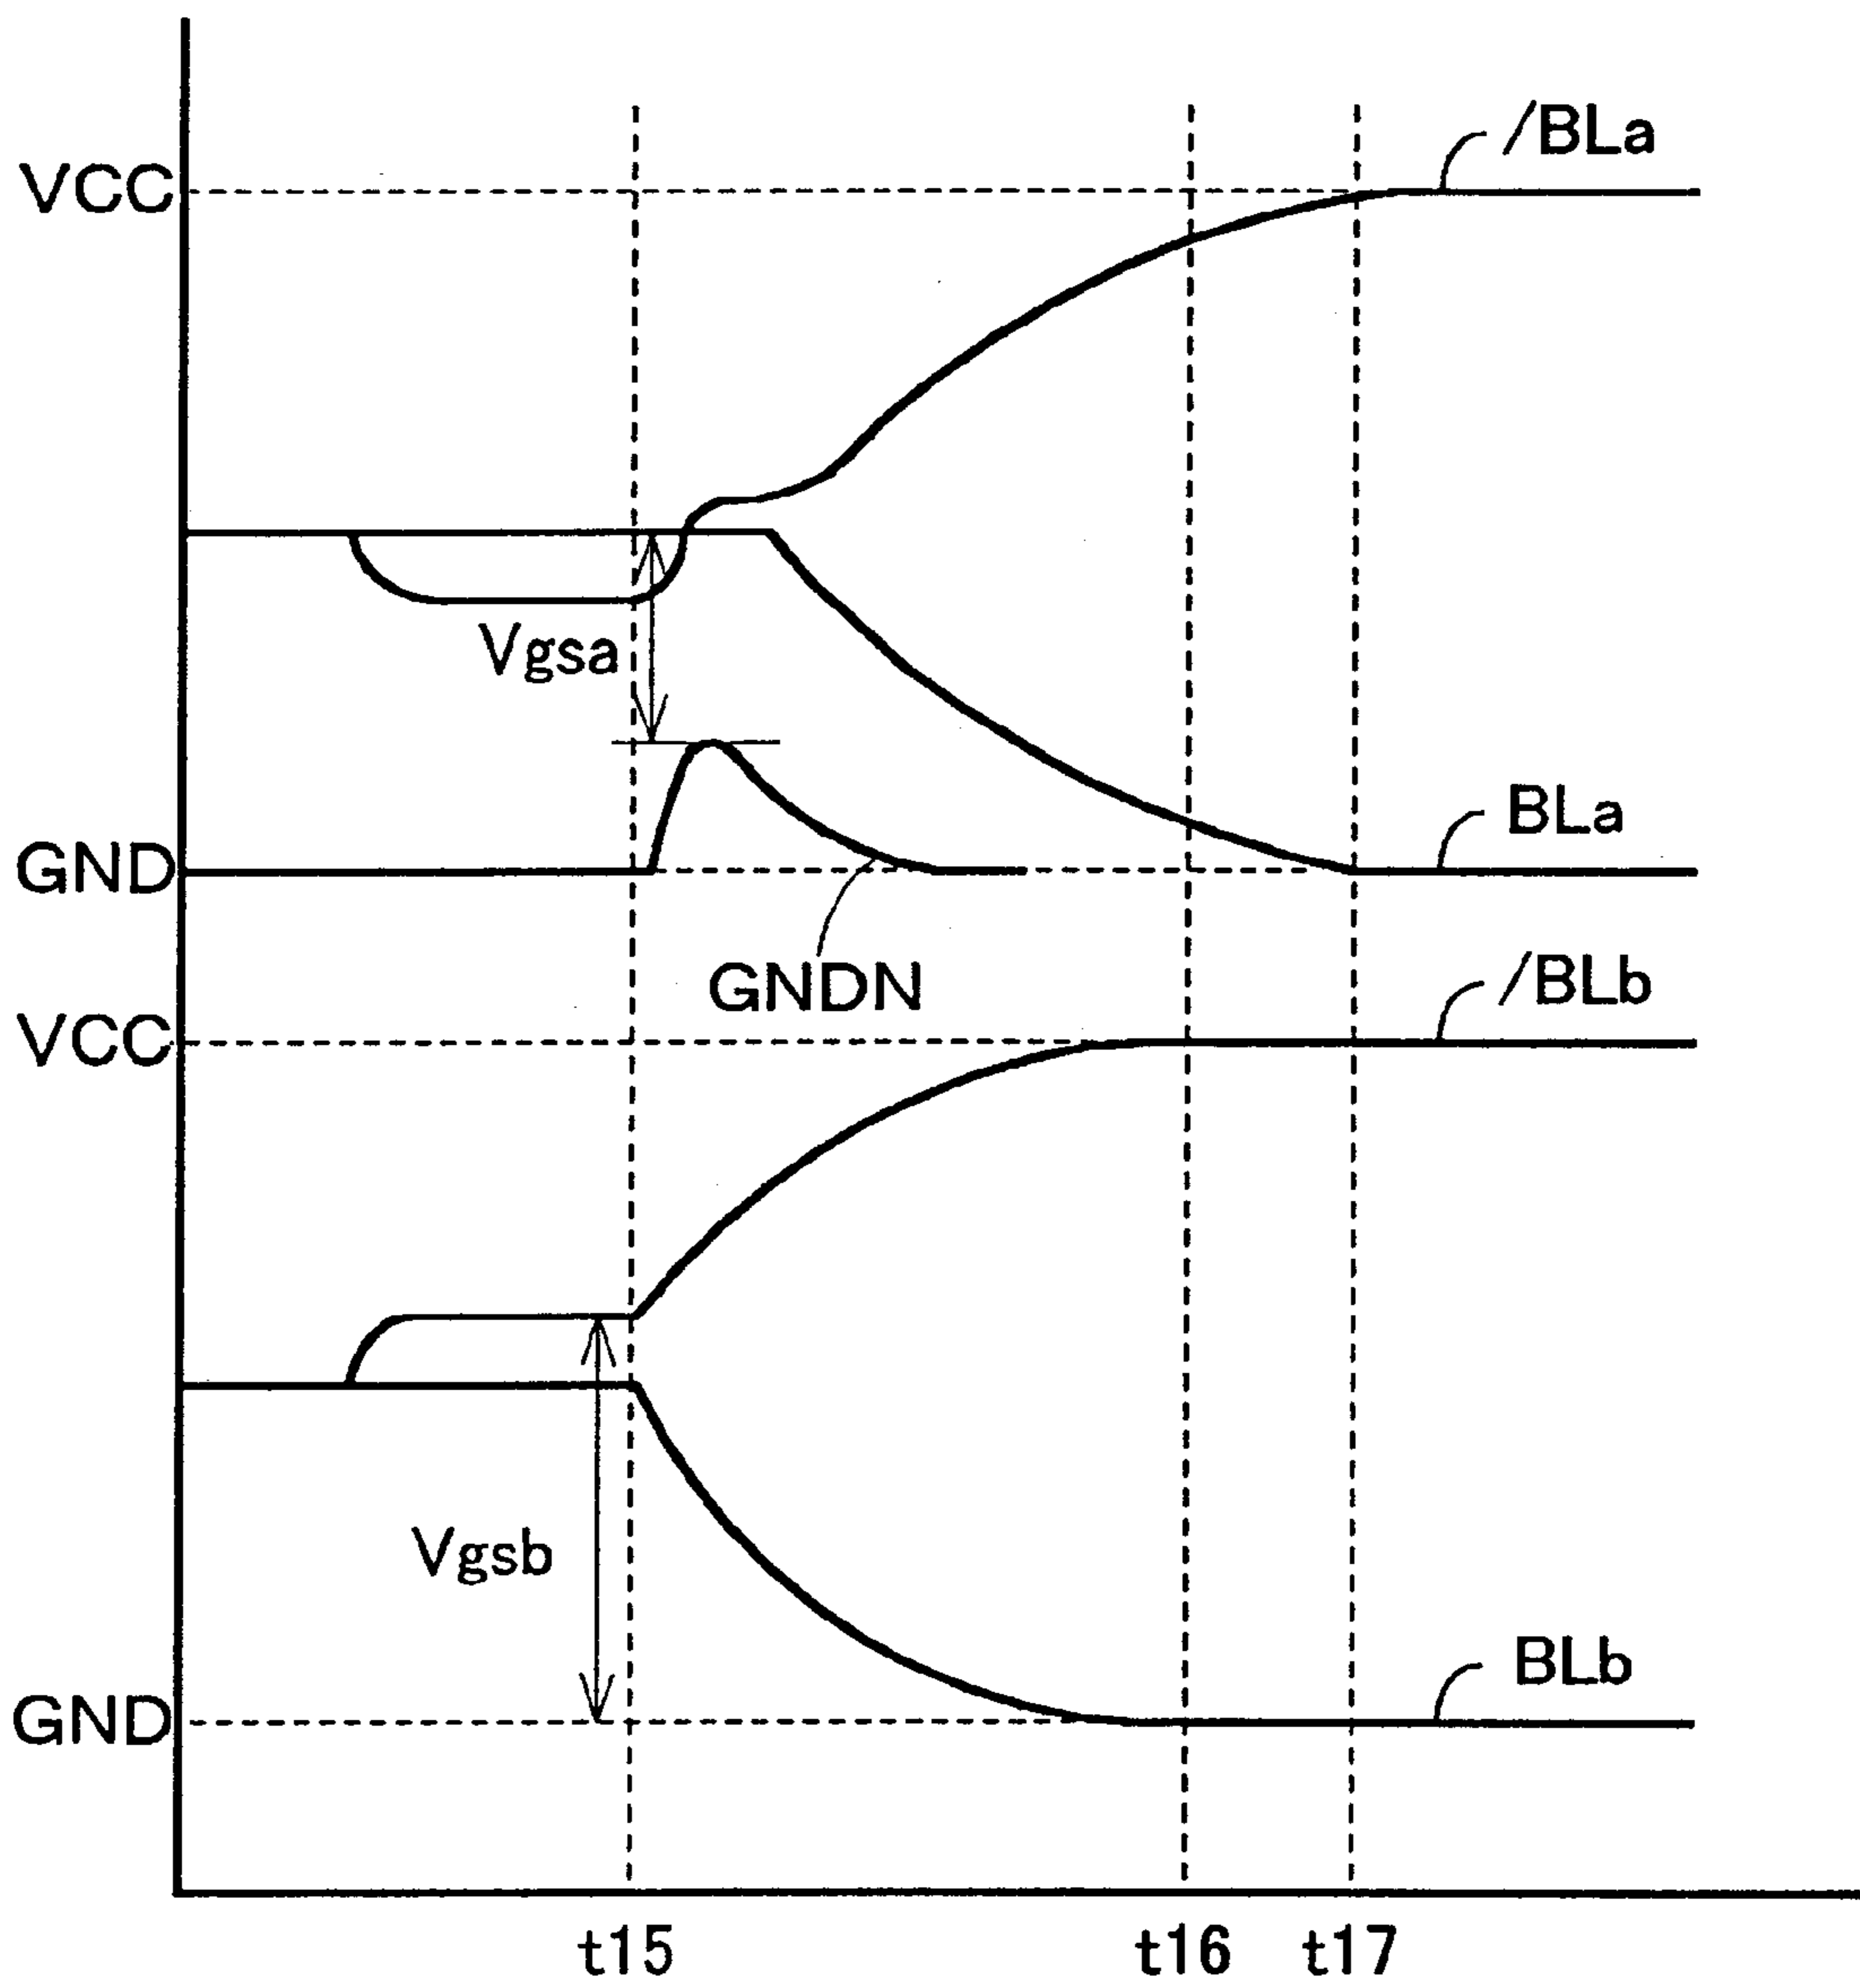 /BLa
VCC
Vgsa
BLa
GND
GNDN
/BLb
VCC
Vgsb
BLb
GND
t15 t16 t17